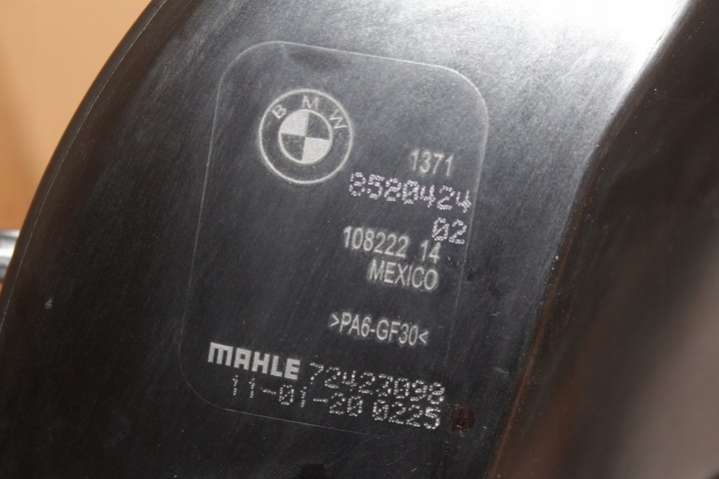 BMW
1371
8580424
02
108222 14
MEXICO
>PA6-GF30<
MAHLE 72423098
11-01-20 0225